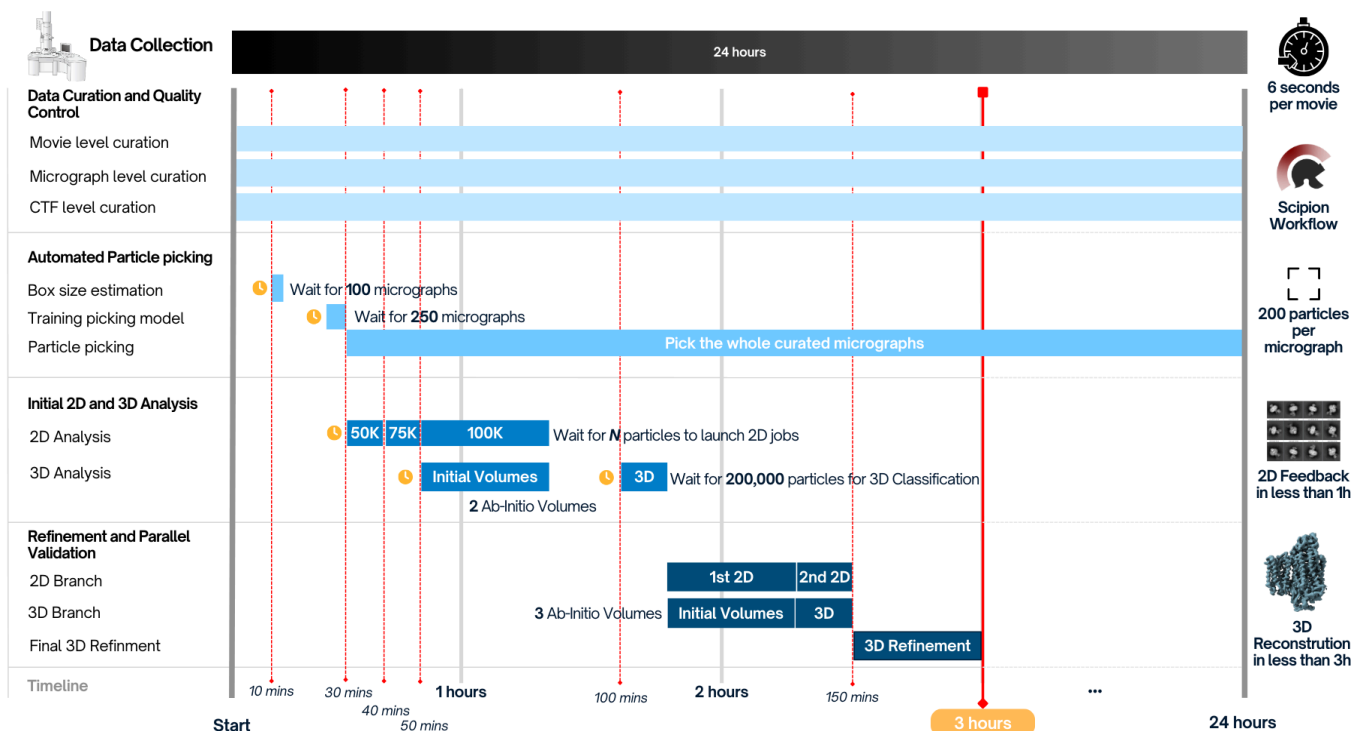 Data Collection
24 hours
6 seconds
per movie
Data Curation and Quality
Control
Movie level curation
Micrograph level curation
CTF level curation
Scipion
Workflow
Automated Particle picking
Box size estimation
Wait for 100 micrographs
Training picking model
Wait for 250 micrographs
Particle picking
Pick the whole curated micrographs
200 particles
per
micrograph
Initial 2D and 3D Analysis
2D Analysis
50K
75K
100K
Wait for N particles to launch 2D jobs
3D Analysis
Initial Volumes
3D
Wait for 200,000 particles for 3D Classification
2 Ab-Initio Volumes
2D Feedback
in less than 1h
Refinement and Parallel
Validation
2D Branch
1st 2D
2nd 2D
3D Branch
3 Ab-Initio Volumes
Initial Volumes
3D
Final 3D Refinment
3D Refinement
3D
Reconstrution
in less than 3h
Timeline
Start
10 mins
30 mins
40 mins
50 mins
1 hours
100 mins
2 hours
150 mins
3 hours
...
24 hours